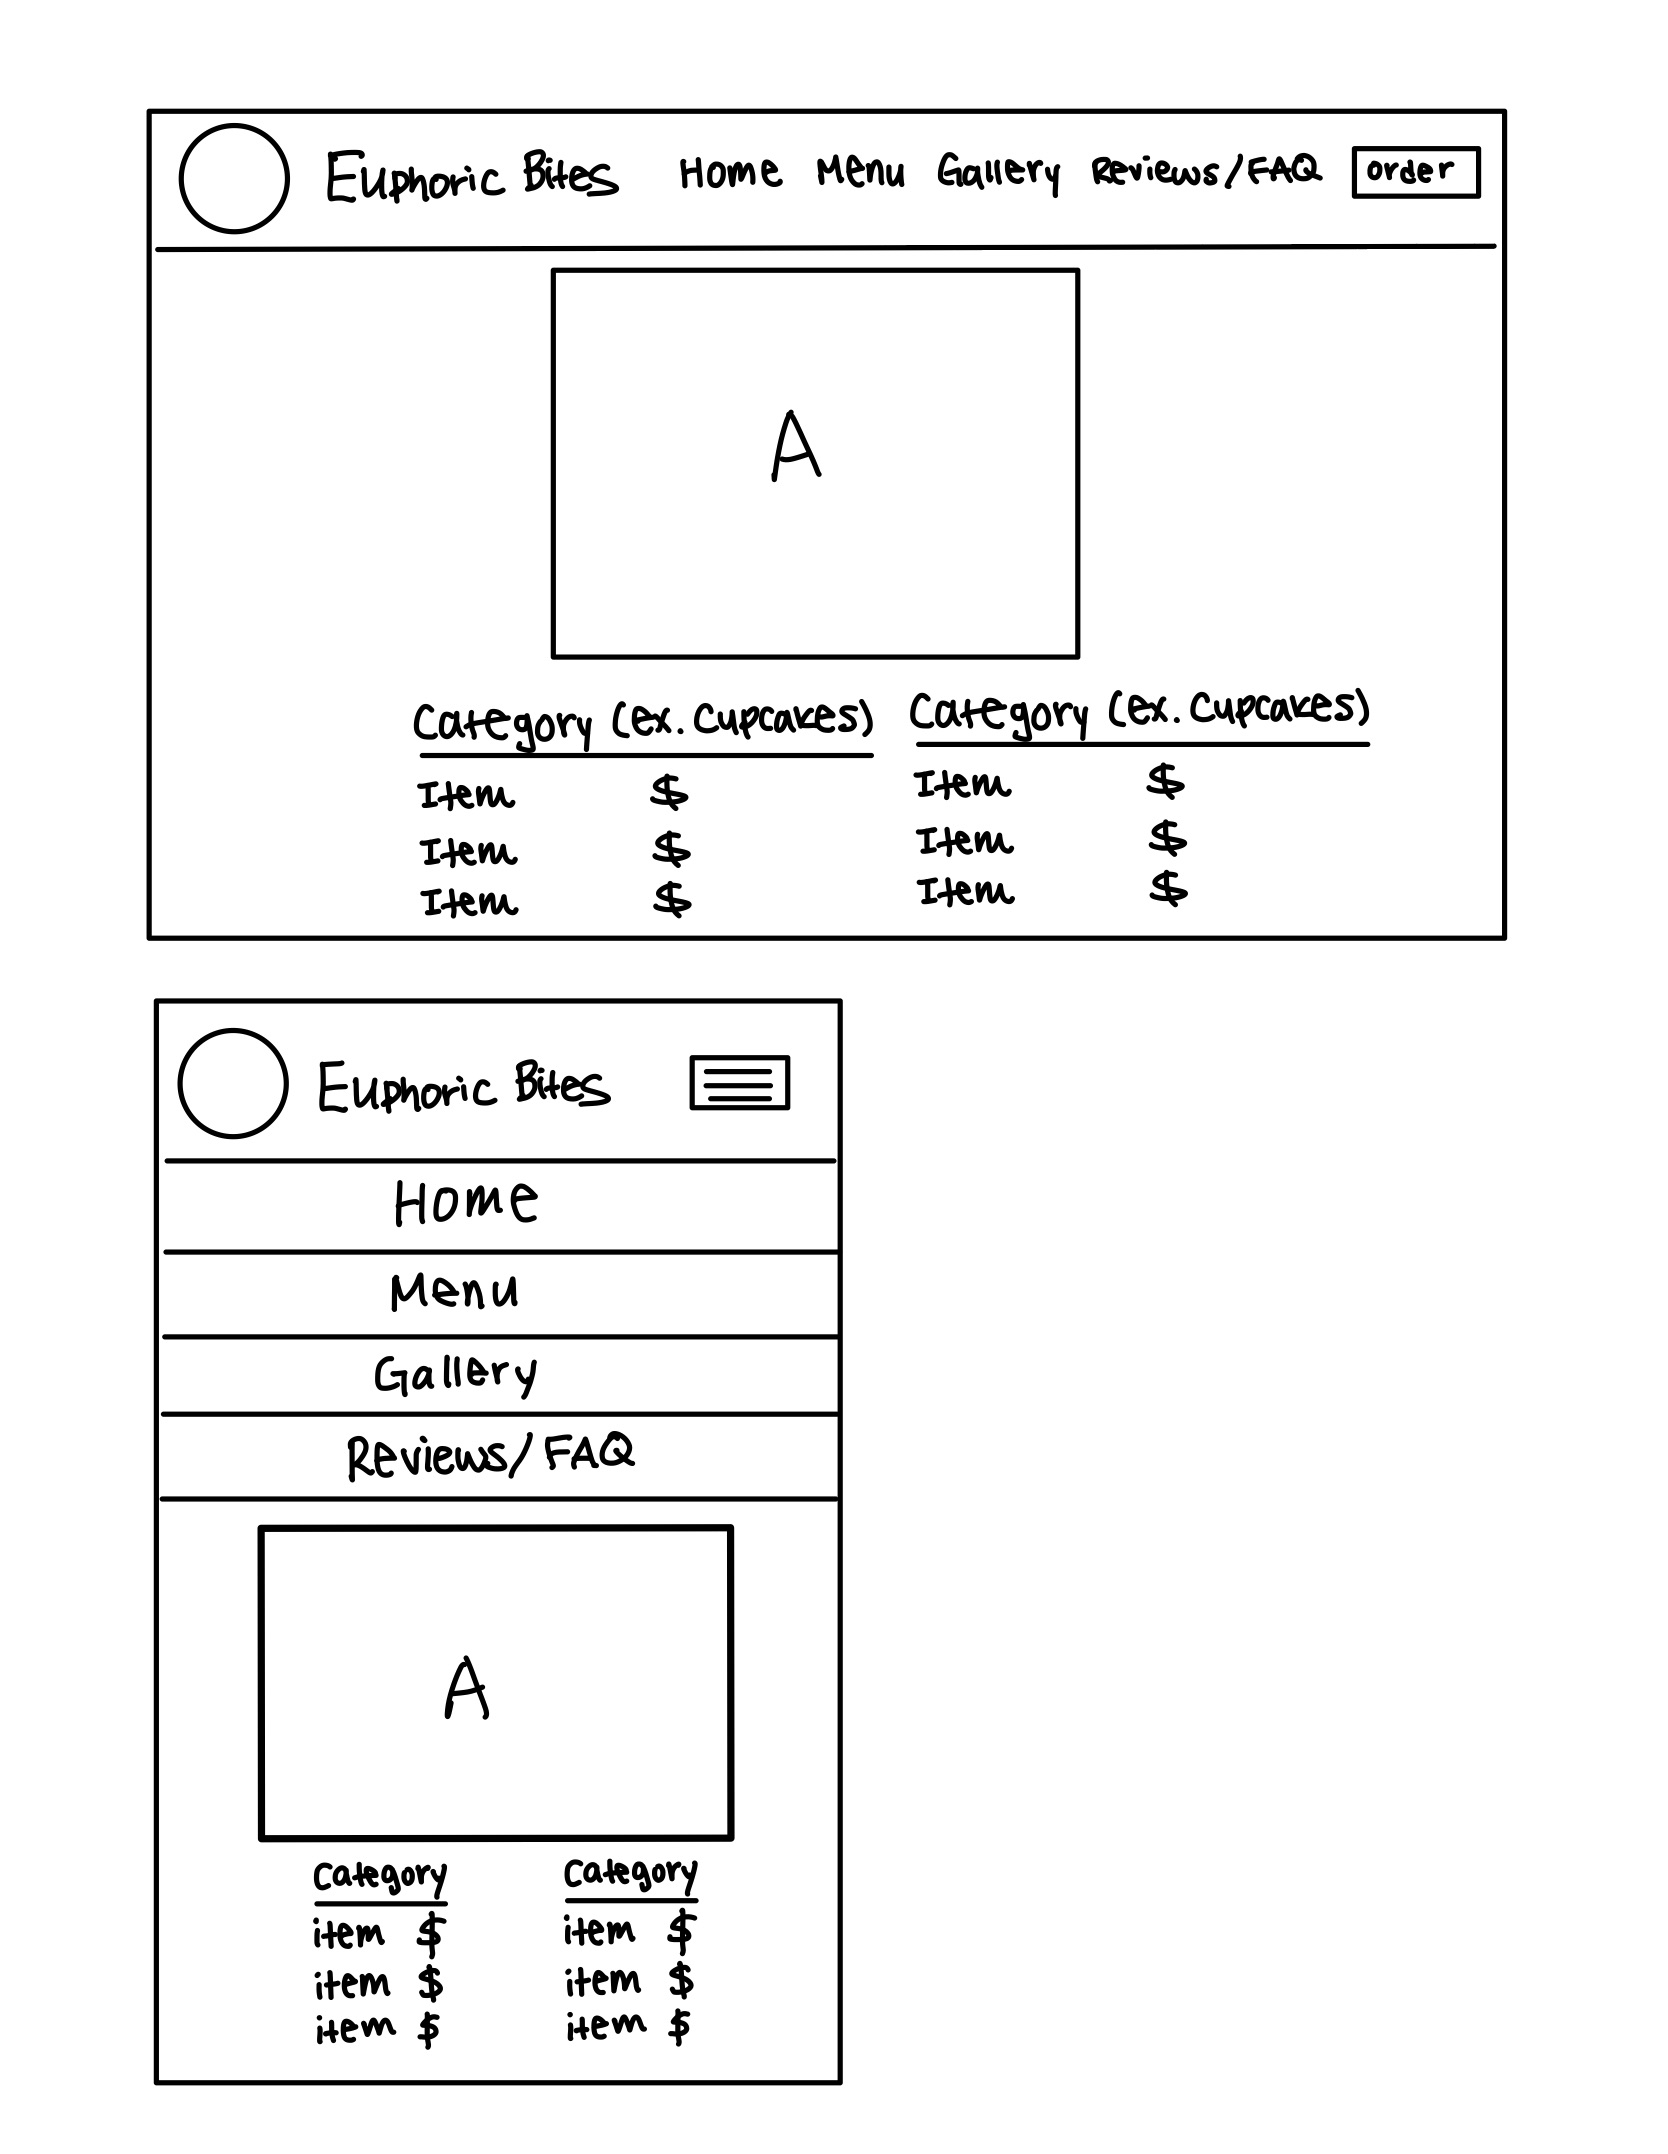 Euphoric Bites Home Menu Gallery Reviews/FAQ order
A
Category (ex. Cupcakes) Category (ex. Cupcakes)
Item $ Item $
Item $ Item $
Item $ Item $
Euphoric Bites
Home
Menu
Gallery
Reviews/FAQ
A
Category Category
item $ item $
item $ item $
item $ item $